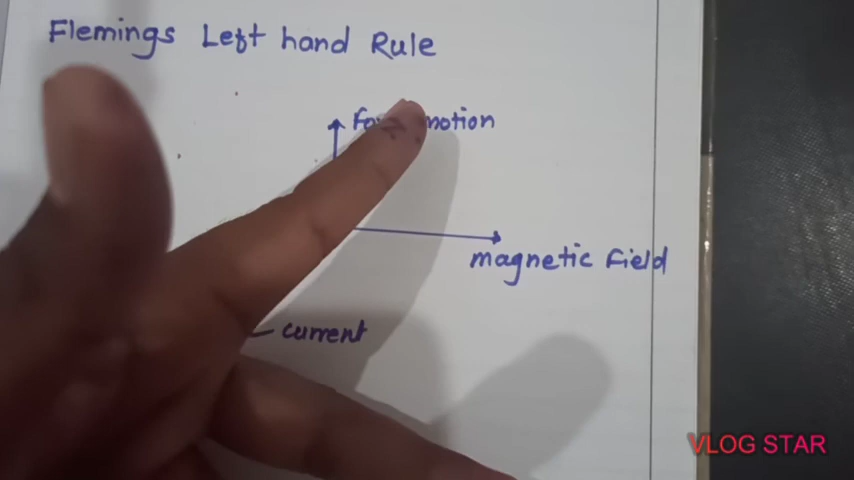 Flemings Left hand Rule
motion
magnetic field
current
VLOG STAR